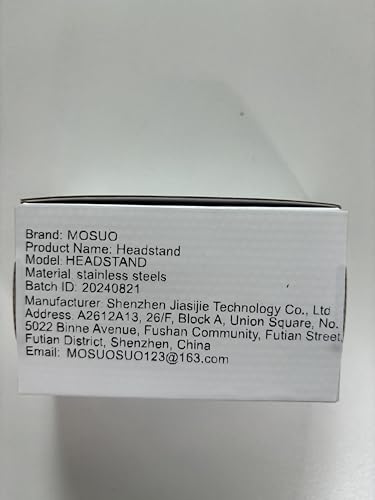 Brand: MOSUO
Product Name: Headstand
Model: HEADSTAND
Material: stainless steels
Batch ID: 20240821
Manufacturer: Shenzhen Jiasijie Technology Co., Ltd
Address: A2612A13, 26/F, Block A, Union Square, No.
5022 Binne Avenue, Fushan Community, Futian Street,
Futian District, Shenzhen, China
Email: MOSUOSUO123@163.com